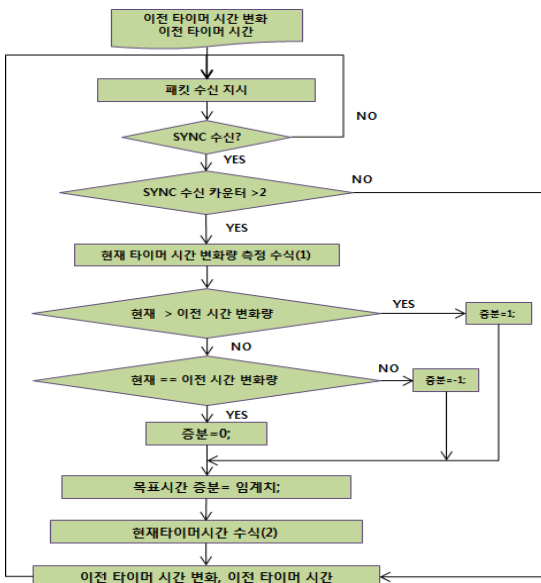 이전 타이머 시간 변화
이전 타이머 시간
패킷 수신 지시
NO
SYNC 수신?
YES
SYNC 수신 카운터 >2
NO
YES
현재 타이머 시간 변화량 측정 수식(1)
현재 > 이전 시간 변화량
YES
증분=1;
NO
현재 == 이전 시간 변화량
NO
증분=-1;
YES
증분=0;
목표시간 증분= 임계치;
현재타이머시간 수식(2)
이전 타이머 시간 변화, 이전 타이머 시간